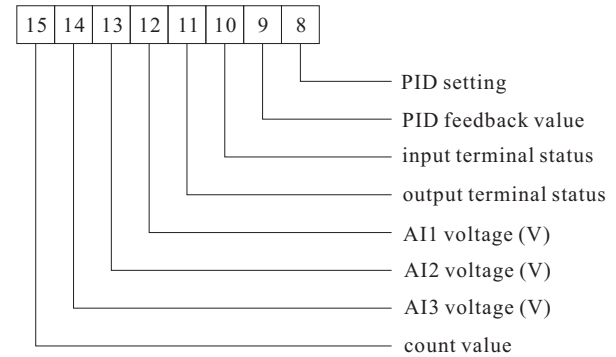 15 14 13 12 11 10 9 8
PID setting
PID feedback value
input terminal status
output terminal status
AI1 voltage (V)
AI2 voltage (V)
AI3 voltage (V)
count value